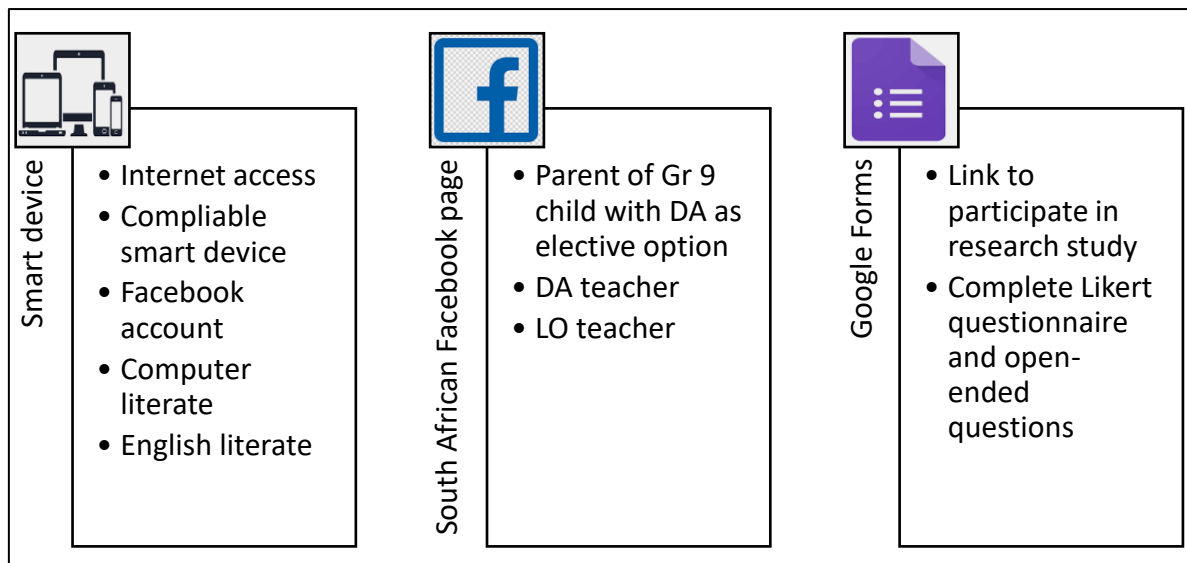 Smart device
• Internet access
• Compliable
smart device
• Facebook
account
• Computer
literate
• English literate
South African Facebook page
• Parent of Gr 9
child with DA as
elective option
• DA teacher
• LO teacher
Google Forms
• Link to
participate in
research study
• Complete Likert
questionnaire
and open-
ended
questions